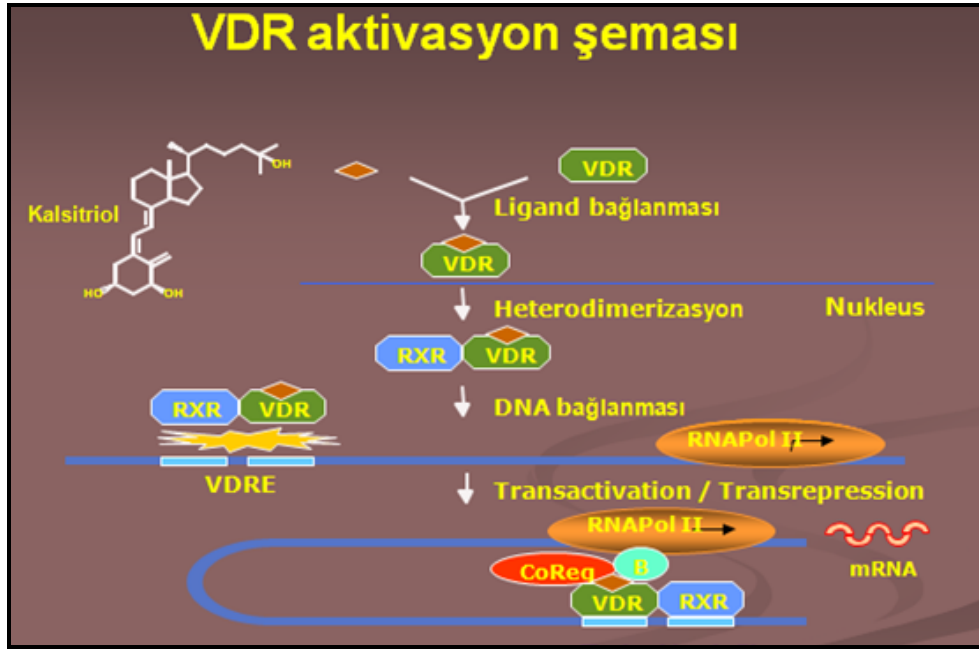 VDR aktivasyon şeması
OH
VDR
Kalsitriol
Ligand bağlanması
VDR
HO
OH
Heterodimerizasyon
Nukleus
RXR
VDR
RXR
VDR
DNA bağlanması
RNAPol II
VDRE
Transactivation / Transrepression
RNAPol II
CoReg
B
mRNA
VDR
RXR